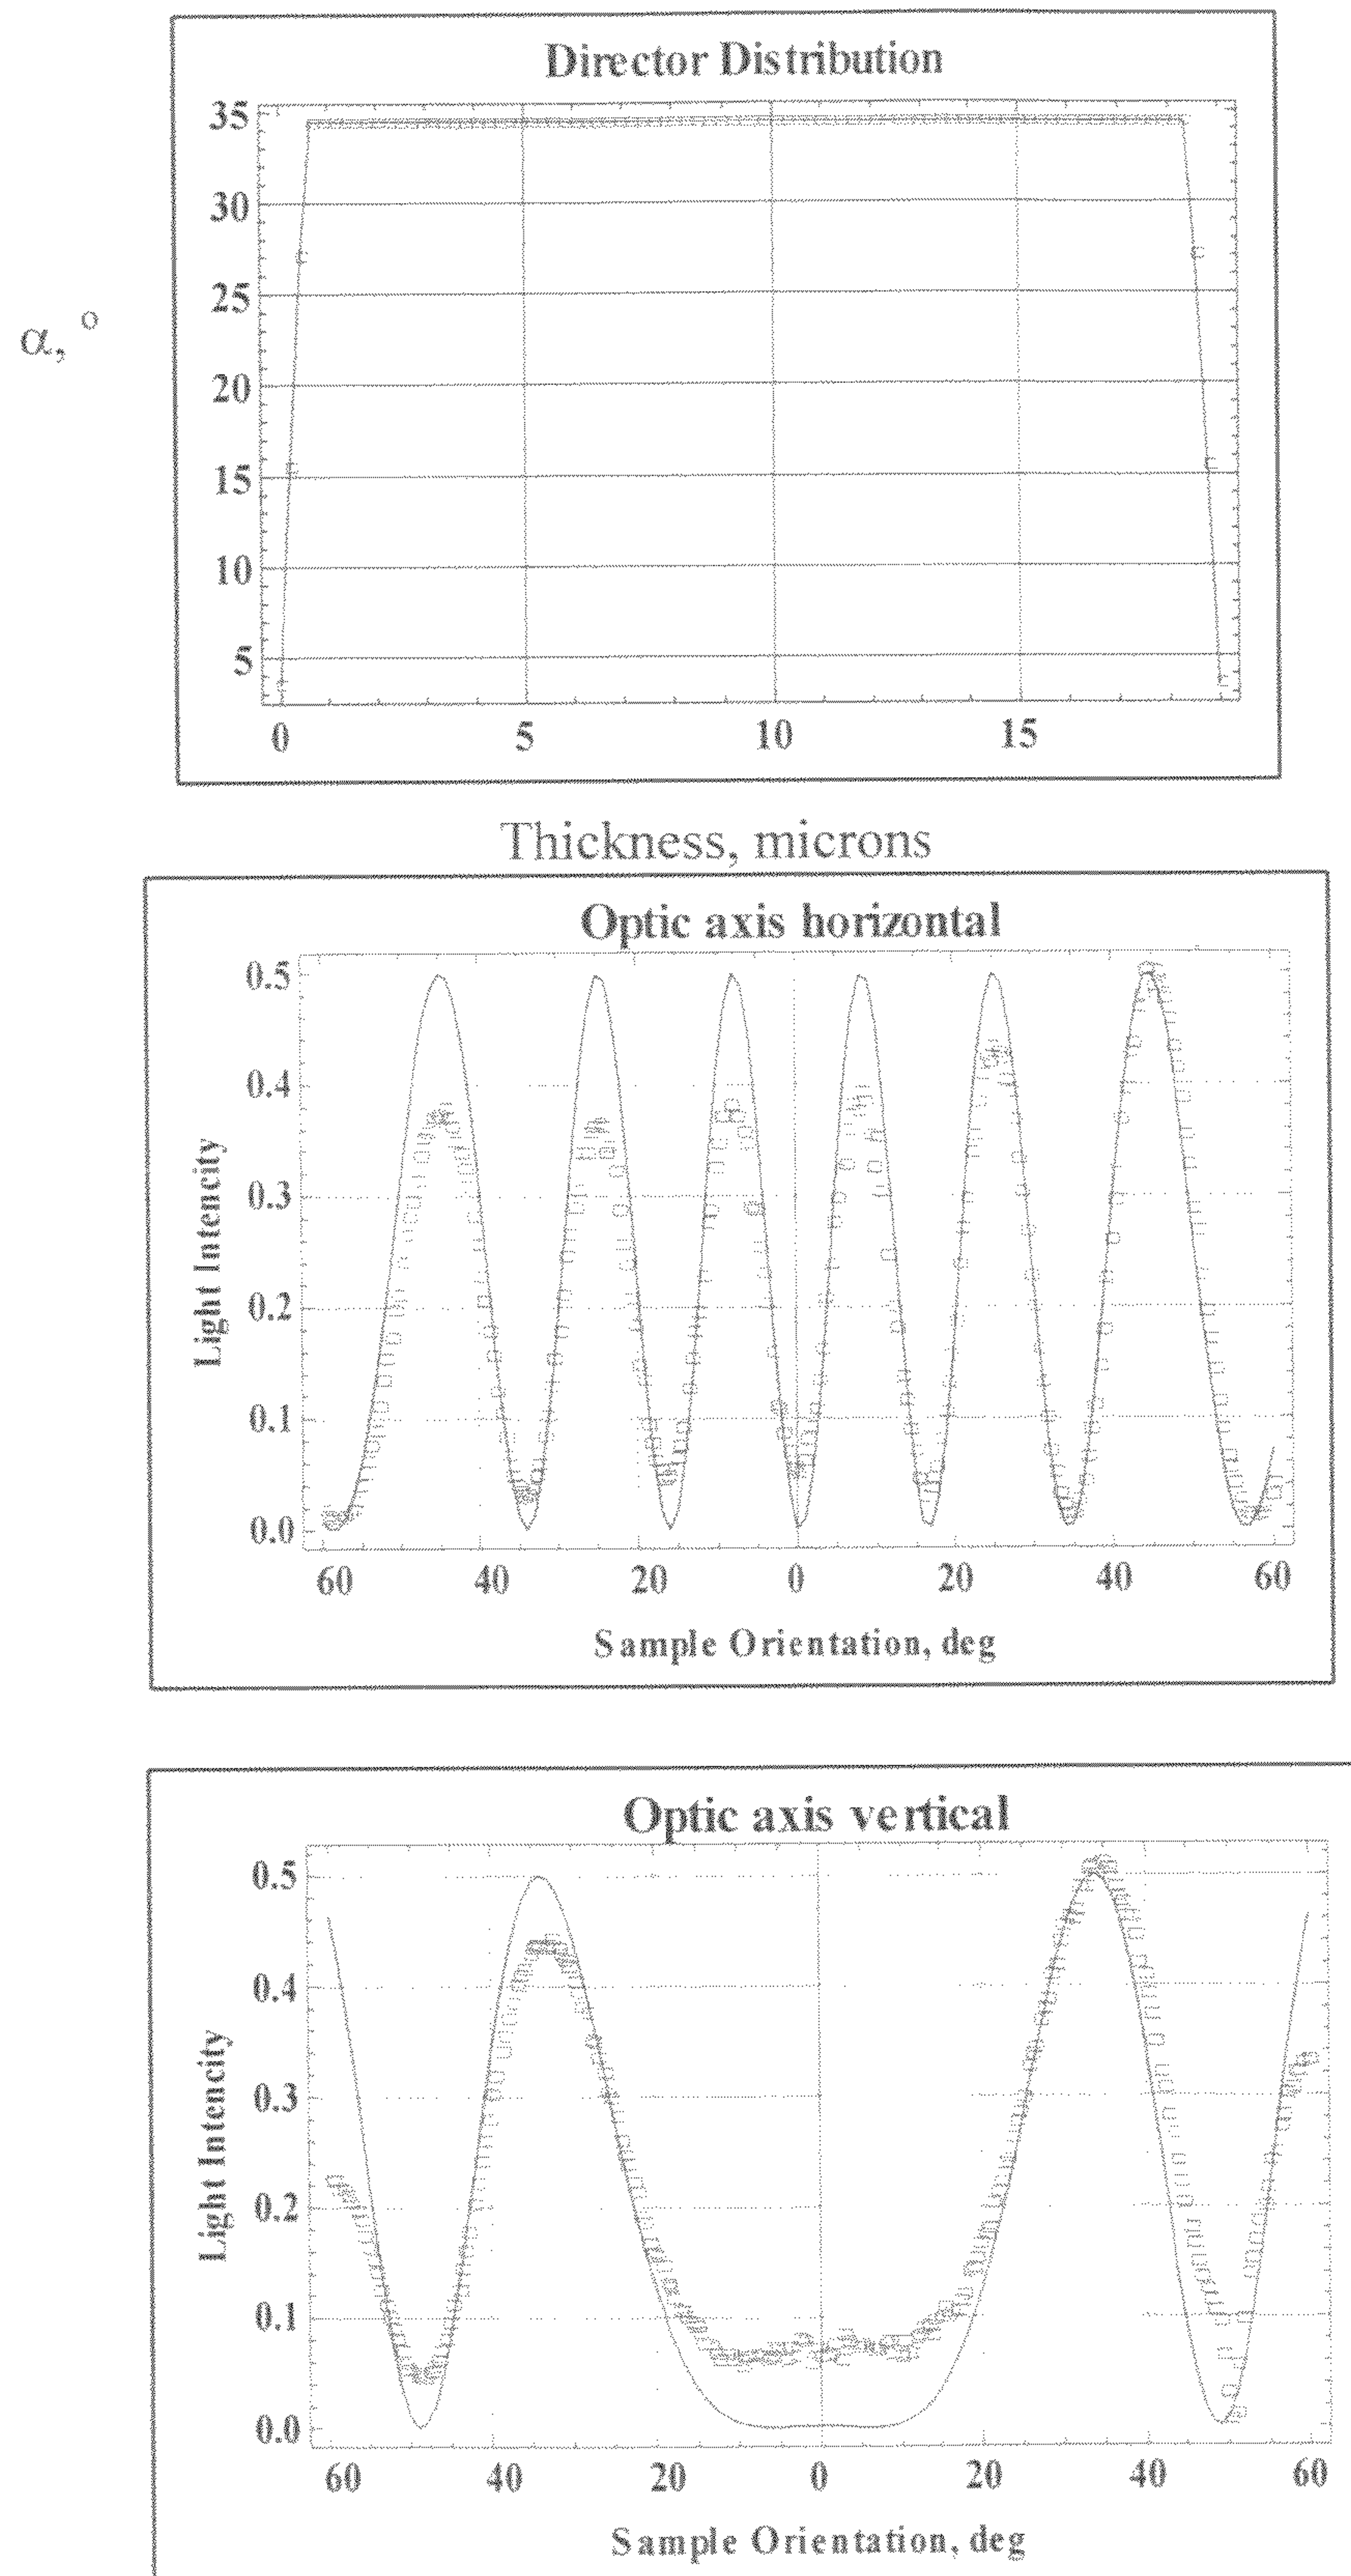 Director Distribution
35
30
25
20
15
10
5
α, °
0 5 10 15
Thickness, microns
Optic axis horizontal
0.5
0.4
0.3
0.2
0.1
0.0
Light Intencity
60 40 20 0 20 40 60
Sample Orientation, deg
Optic axis vertical
0.5
0.4
0.3
0.2
0.1
0.0
Light Intencity
60 40 20 0 20 40 60
Sample Orientation, deg